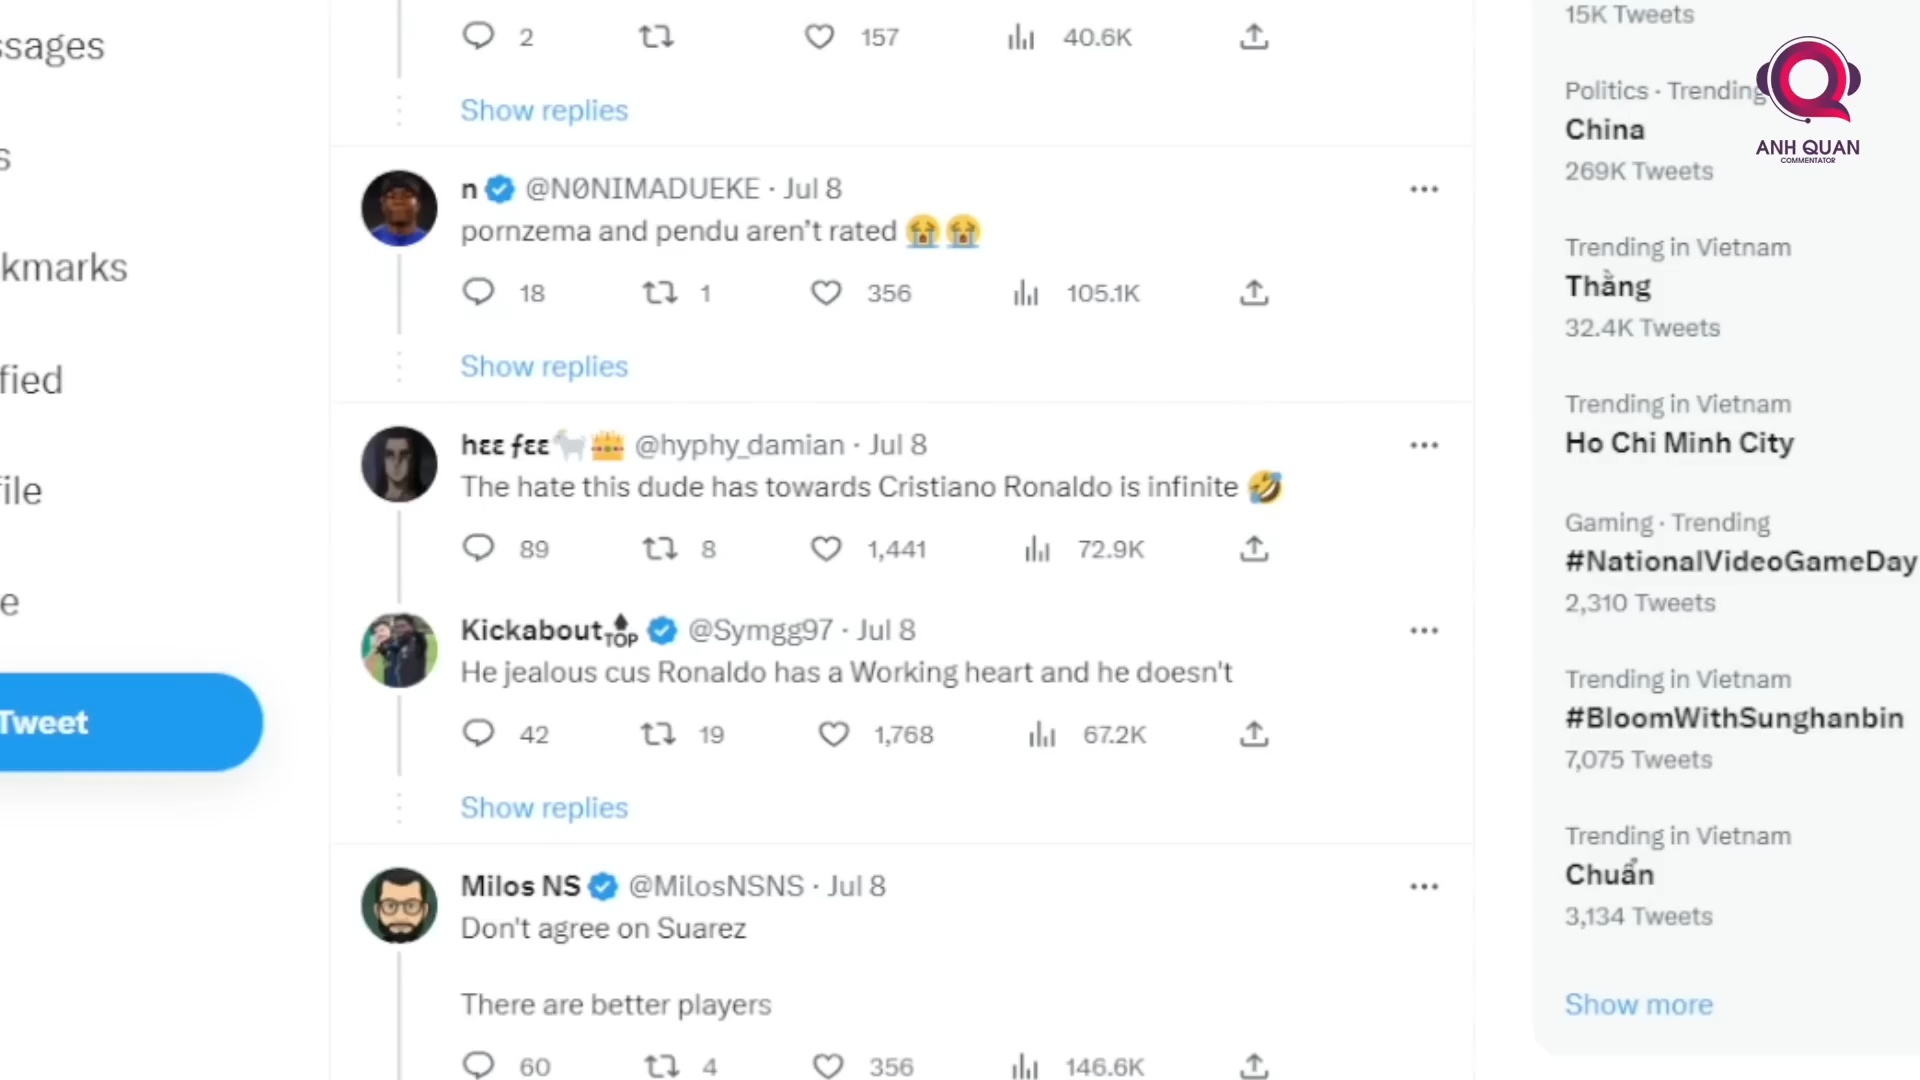 2
157
40.6K
Show replies
n @N0NIMADUEKE · Jul 8
pornzema and pendu aren't rated 😭😭
18
1
356
105.1K
Show replies
hεε ƒεε🐐👑 @hyphy_damian · Jul 8
The hate this dude has towards Cristiano Ronaldo is infinite 🤣
89
8
1,441
72.9K
Kickabout🔝 @Symgg97 · Jul 8
He jealous cus Ronaldo has a Working heart and he doesn't
42
19
1,768
67.2K
Show replies
Milos NS @MilosNSNS · Jul 8
Don't agree on Suarez
There are better players
60
4
356
146.6K
ssages
s
kmarks
fied
file
e
Tweet
15K Tweets
Politics · Trending
China
269K Tweets
Trending in Vietnam
Thằng
32.4K Tweets
Trending in Vietnam
Ho Chi Minh City
Gaming · Trending
#NationalVideoGameDay
2,310 Tweets
Trending in Vietnam
#BloomWithSunghanbin
7,075 Tweets
Trending in Vietnam
Chuẩn
3,134 Tweets
Show more
ANH QUAN
COMMENTATOR